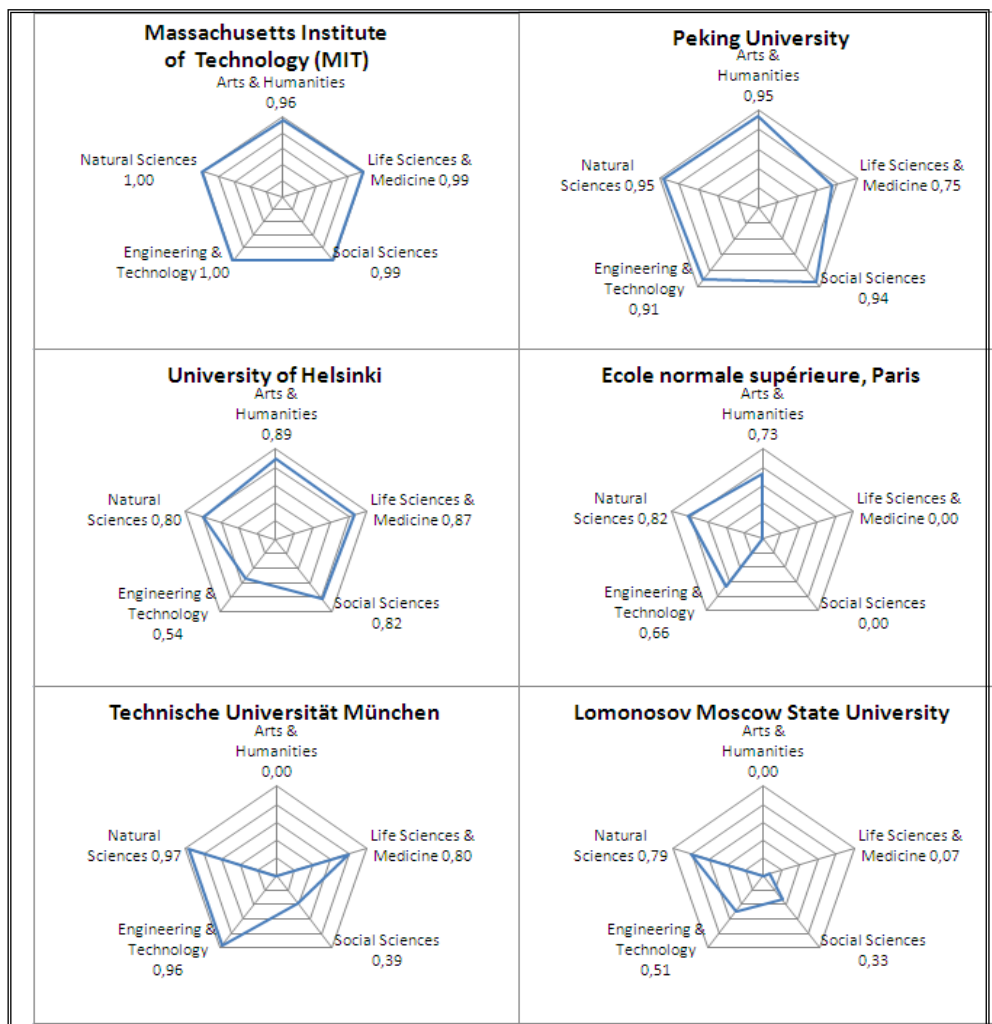 Massachusetts Institute
of Technology (MIT)
Arts & Humanities
0,96
Life Sciences &
Medicine 0,99
Social Sciences
0,99
Engineering &
Technology 1,00
Natural Sciences
1,00
Peking University
Arts &
Humanities
0,95
Life Sciences &
Medicine 0,75
Social Sciences
0,94
Engineering &
Technology
0,91
Natural
Sciences 0,95
University of Helsinki
Arts &
Humanities
0,89
Life Sciences &
Medicine 0,87
Social Sciences
0,82
Engineering &
Technology
0,54
Natural
Sciences 0,80
Ecole normale supérieure, Paris
Arts &
Humanities
0,73
Life Sciences &
Medicine 0,00
Social Sciences
0,00
Engineering &
Technology
0,66
Natural
Sciences 0,82
Technische Universität München
Arts &
Humanities
0,00
Life Sciences &
Medicine 0,80
Social Sciences
0,39
Engineering &
Technology
0,96
Natural
Sciences 0,97
Lomonosov Moscow State University
Arts &
Humanities
0,00
Life Sciences &
Medicine 0,07
Social Sciences
0,33
Engineering &
Technology
0,51
Natural
Sciences 0,79